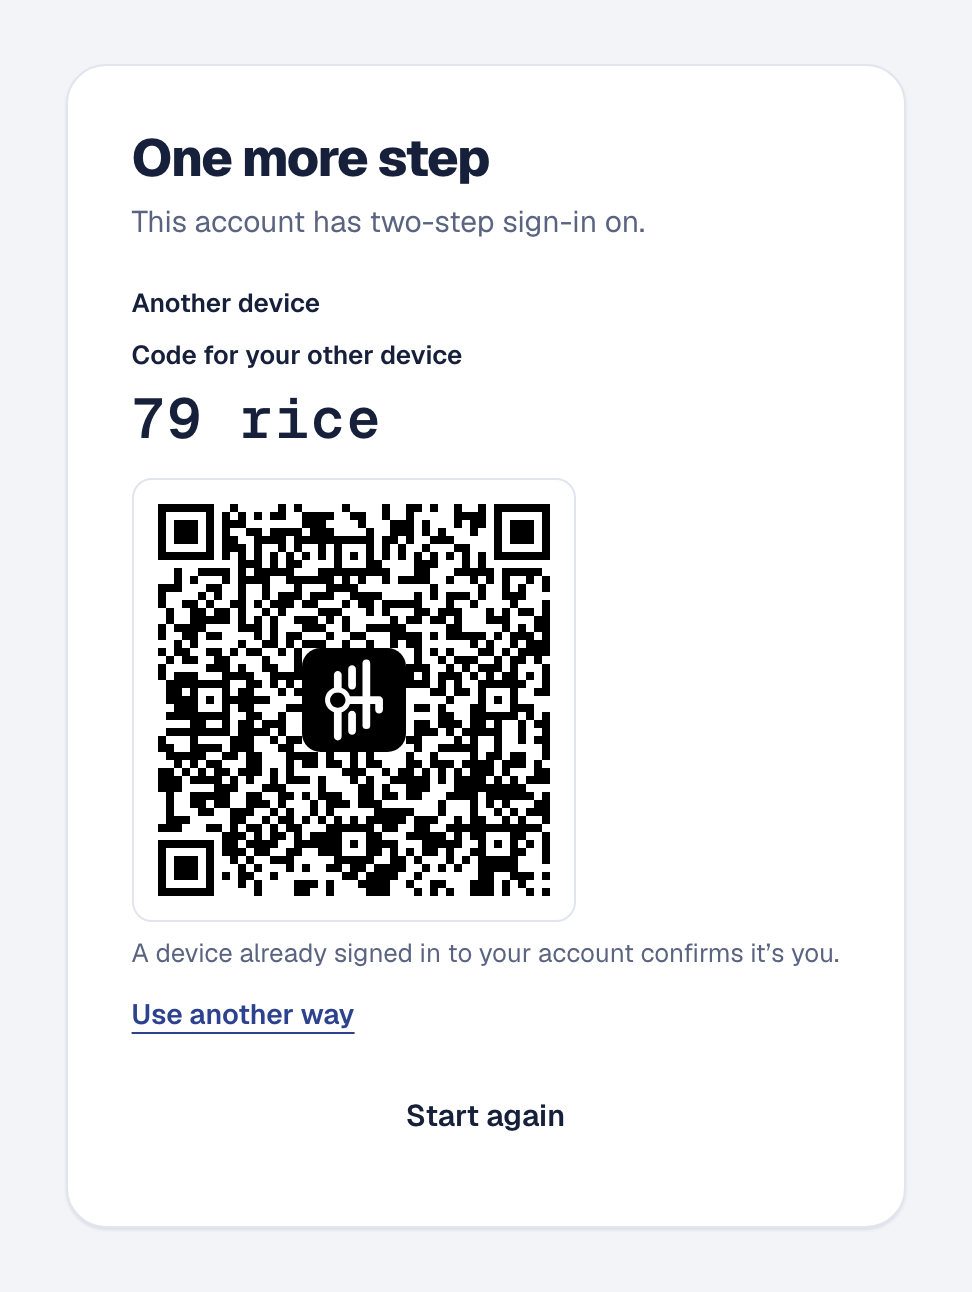 One more step
This account has two-step sign-in on.
Another device
Code for your other device
79 rice
A device already signed in to your account confirms it’s you.
Use another way
Start again